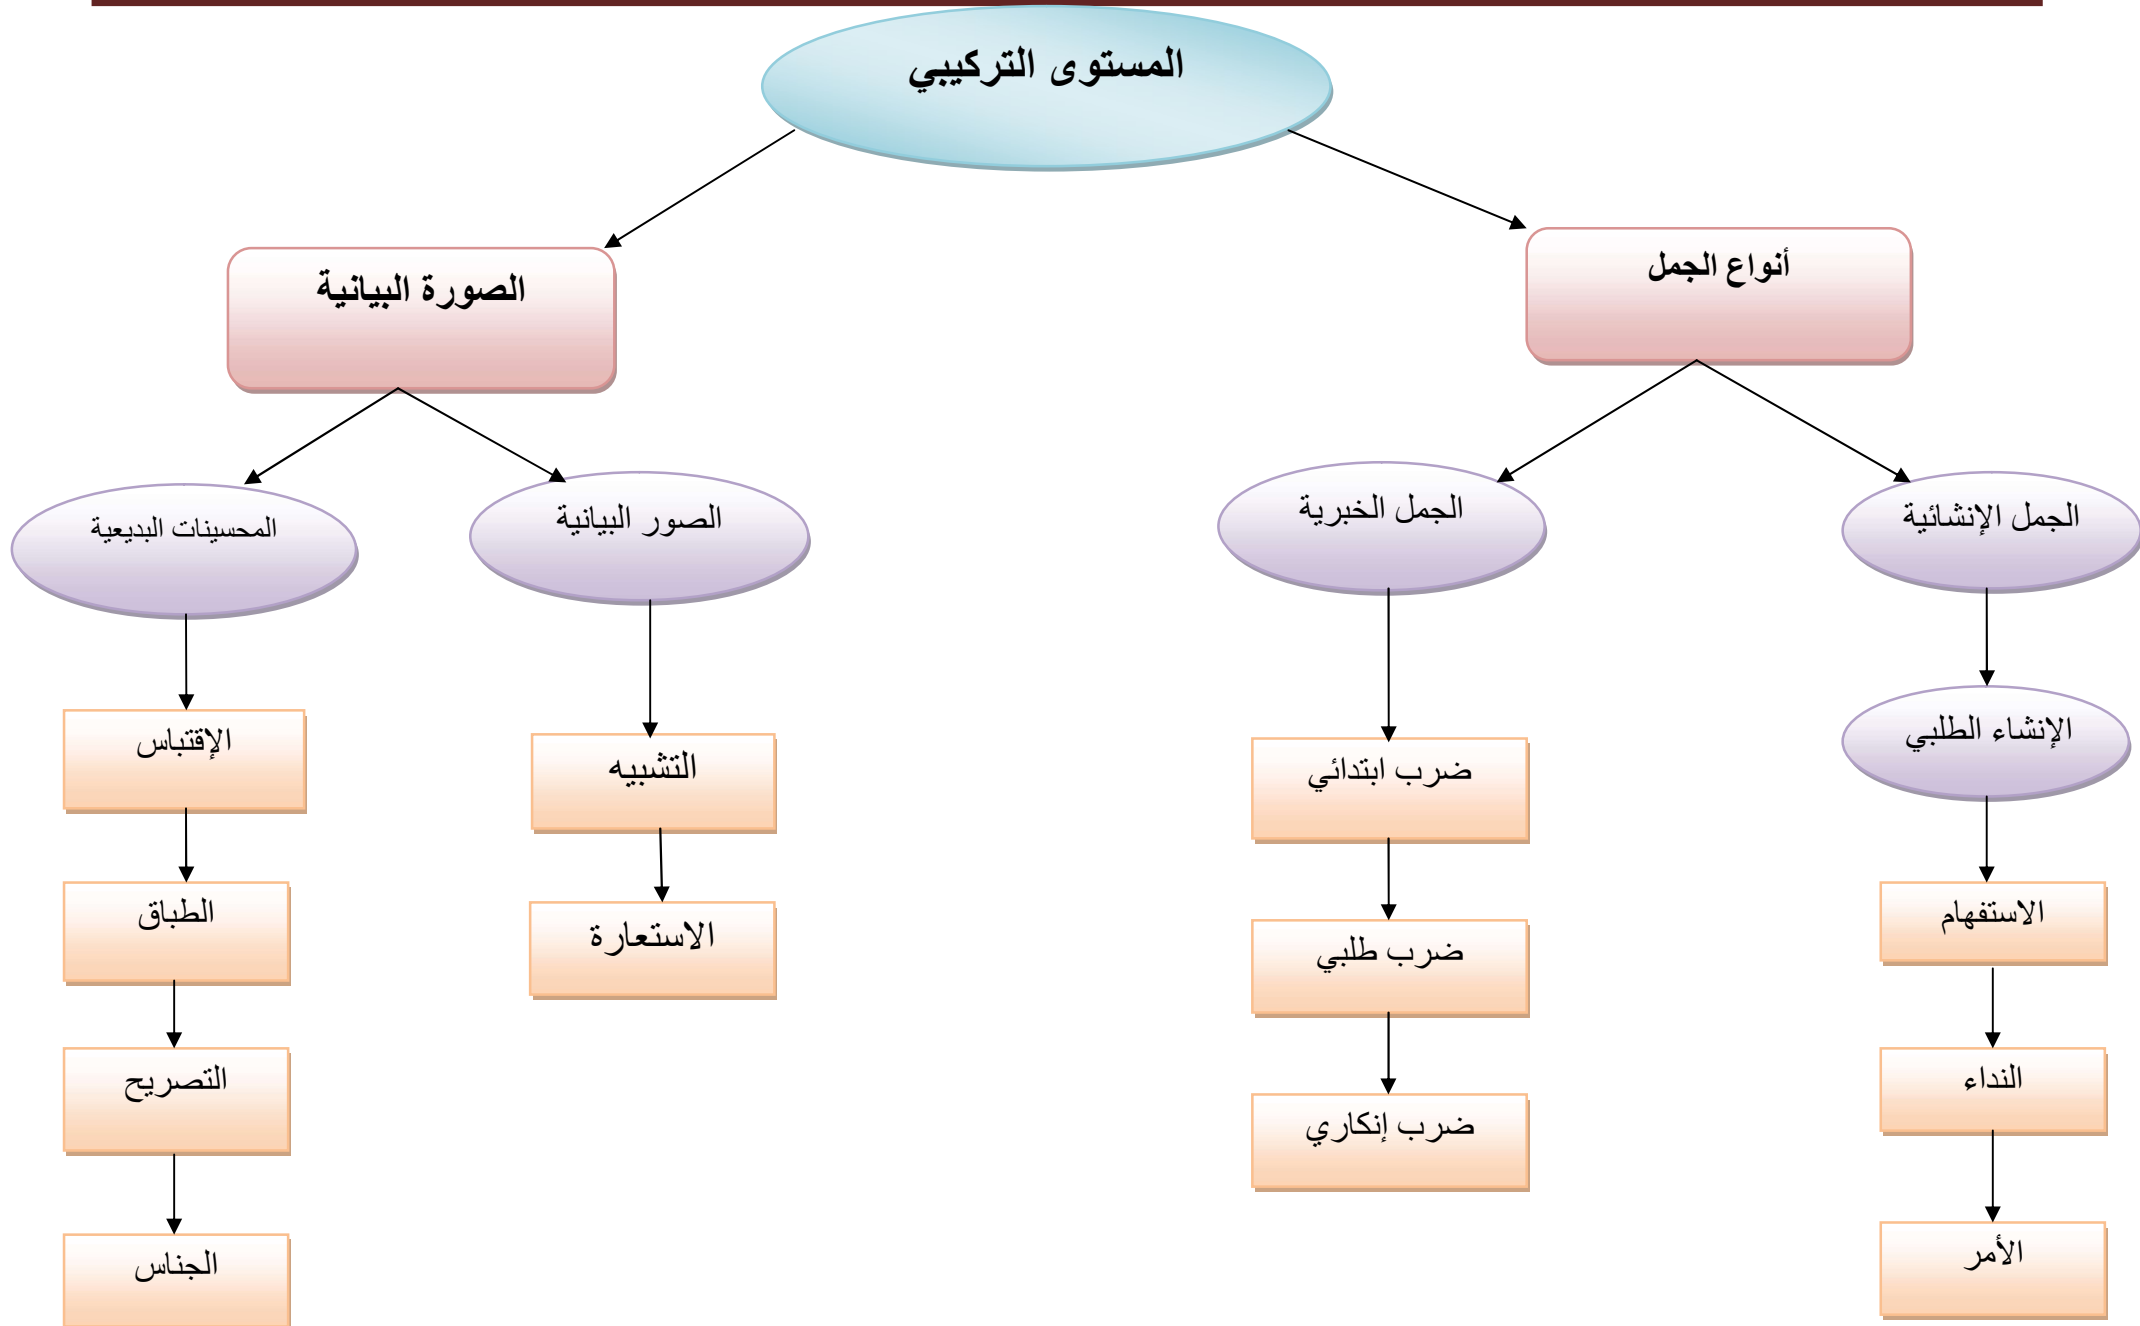 المستوى التركيبي
أنواع الجمل
الصورة البيانية
الجمل الإنشائية
الجمل الخبرية
الصور البيانية
المحسينات البديعية
الإنشاء الطلبي
الاستفهام
النداء
الأمر
ضرب ابتدائي
ضرب طلبي
ضرب إنكاري
التشبيه
الاستعارة
الإقتباس
الطباق
التصريح
الجناس